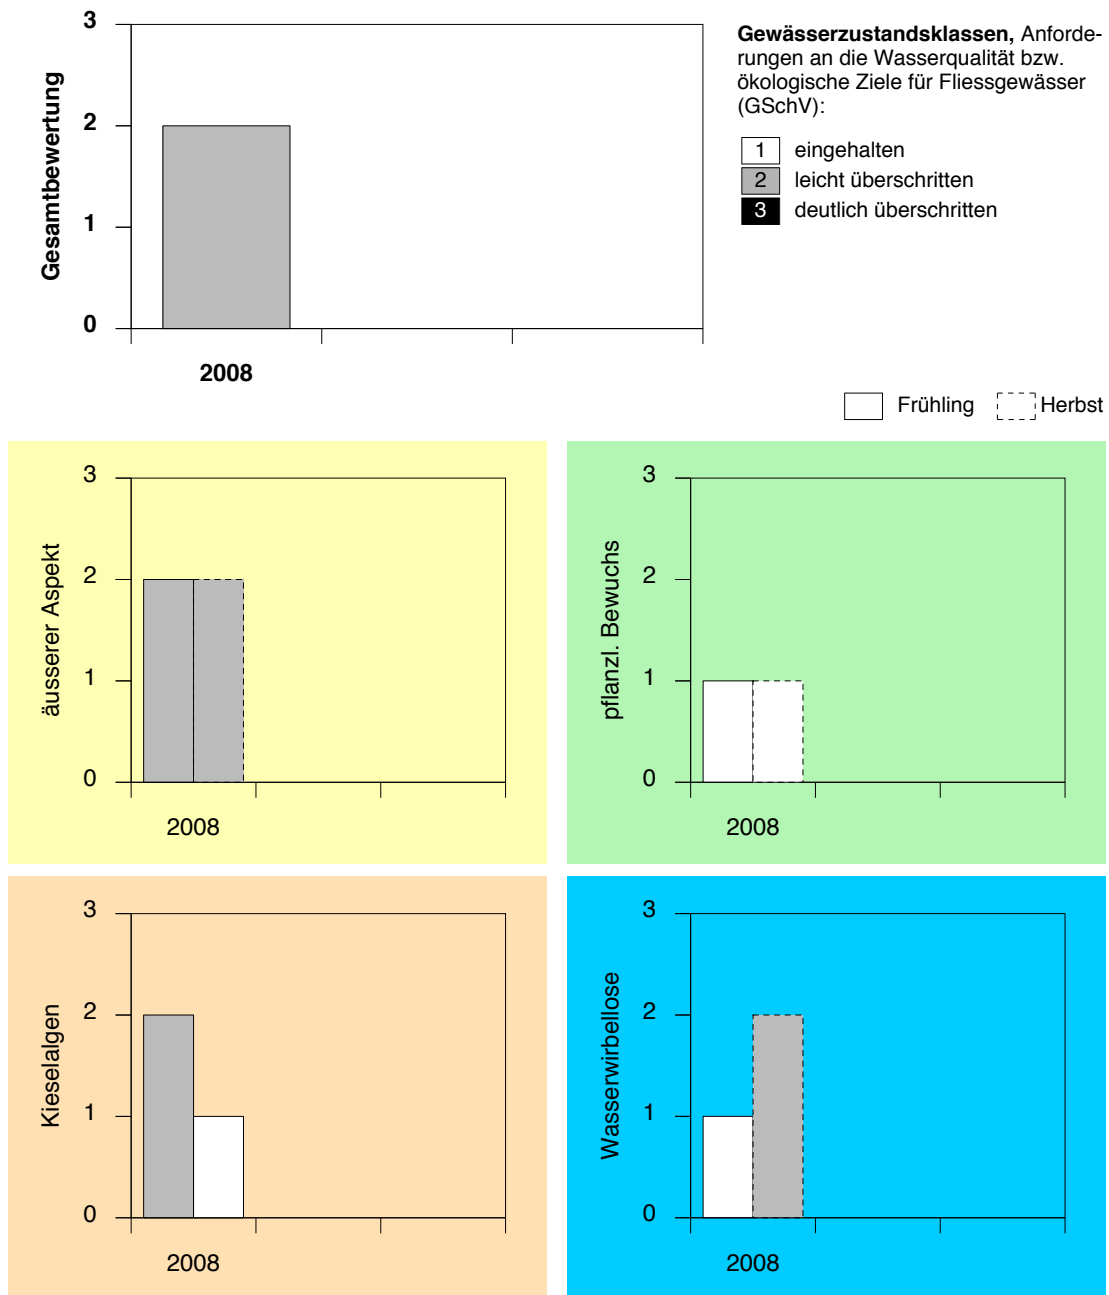 Gesamtbewertung
3
2
1
0
2008
Gewässerzustandsklassen, Anforde-
rungen an die Wasserqualität bzw.
ökologische Ziele für Fliessgewässer
(GSchV):
1 eingehalten
2 leicht überschritten
3 deutlich überschritten
Frühling Herbst
äusserer Aspekt
3
2
1
0
2008
pflanzl. Bewuchs
3
2
1
0
2008
Kieselalgen
3
2
1
0
2008
Wasserwirbellose
3
2
1
0
2008